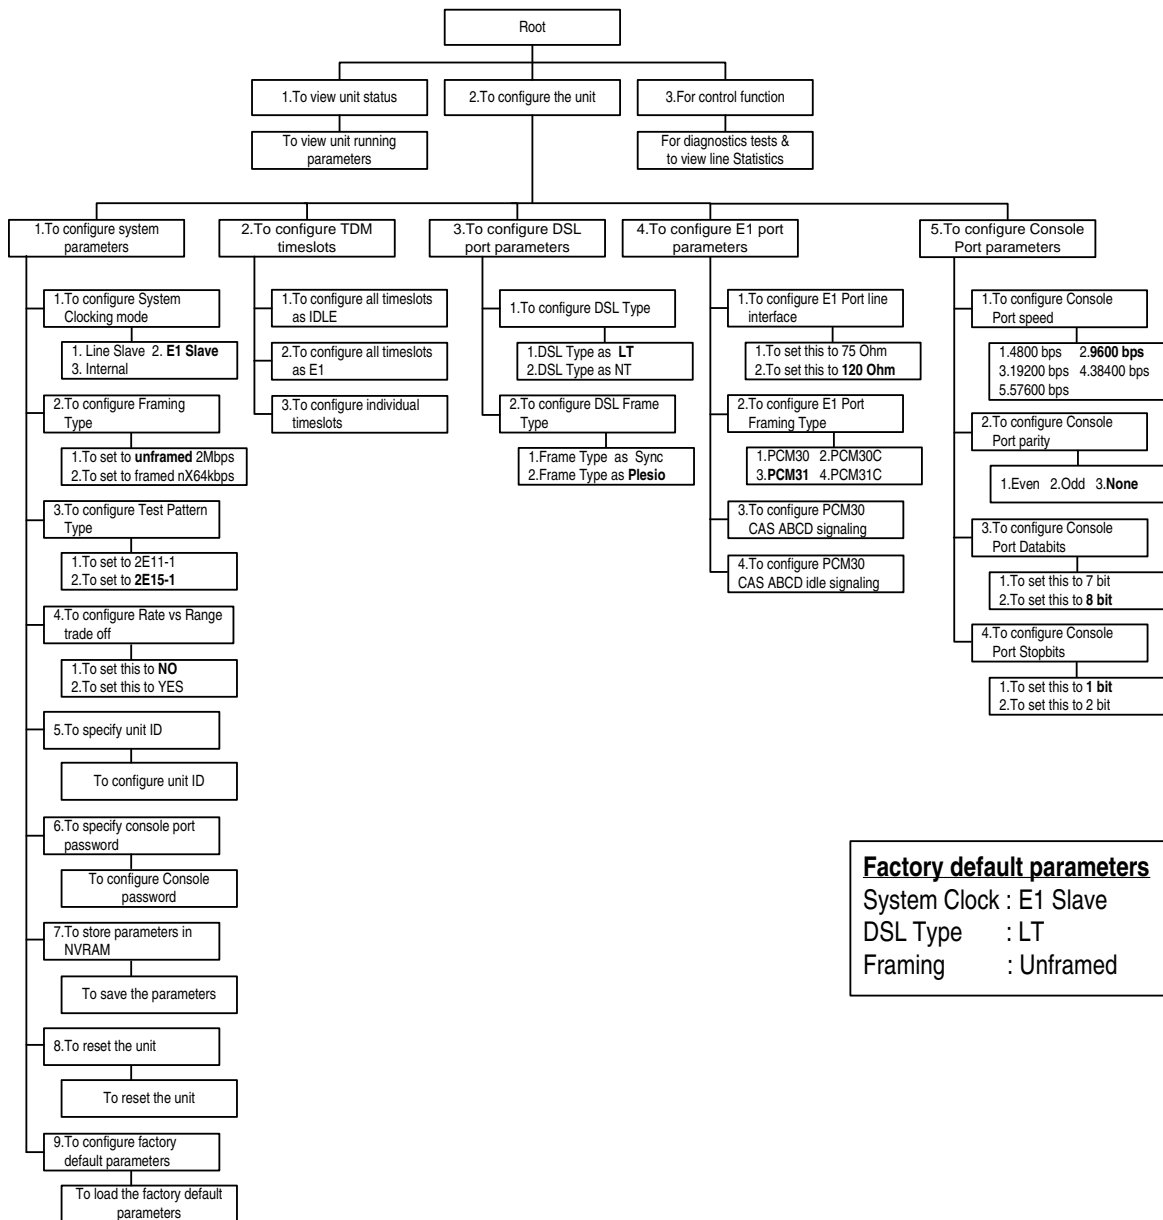 Root
1.To view unit status
2.To configure the unit
3.For control function
To view unit running
parameters
For diagnostics tests &
to view line Statistics
1.To configure system
parameters
2.To configure TDM
timeslots
3.To configure DSL
port parameters
4.To configure E1 port
parameters
5.To configure Console
Port parameters
1.To configure System
Clocking mode
1. Line Slave 2. E1 Slave
3. Internal
2.To configure Framing
Type
1.To set to unframed 2Mbps
2.To set to framed nX64kbps
3.To configure Test Pattern
Type
1.To set to 2E11-1
2.To set to 2E15-1
4.To configure Rate vs Range
trade off
1.To set this to NO
2.To set this to YES
5.To specify unit ID
To configure unit ID
6.To specify console port
password
To configure Console
password
7.To store parameters in
NVRAM
To save the parameters
8.To reset the unit
To reset the unit
9.To configure factory
default parameters
To load the factory default
parameters
1.To configure all timeslots
as IDLE
2.To configure all timeslots
as E1
3.To configure individual
timeslots
1.To configure DSL Type
1.DSL Type as LT
2.DSL Type as NT
2.To configure DSL Frame
Type
1.Frame Type as Sync
2.Frame Type as Plesio
1.To configure E1 Port line
interface
1.To set this to 75 Ohm
2.To set this to 120 Ohm
2.To configure E1 Port
Framing Type
1.PCM30 2.PCM30C
3.PCM31 4.PCM31C
3.To configure PCM30
CAS ABCD signaling
4.To configure PCM30
CAS ABCD idle signaling
1.To configure Console
Port speed
1.4800 bps 2.9600 bps
3.19200 bps 4.38400 bps
5.57600 bps
2.To configure Console
Port parity
1.Even 2.Odd 3.None
3.To configure Console
Port Databits
1.To set this to 7 bit
2.To set this to 8 bit
4.To configure Console
Port Stopbits
1.To set this to 1 bit
2.To set this to 2 bit
Factory default parameters
System Clock : E1 Slave
DSL Type : LT
Framing : Unframed